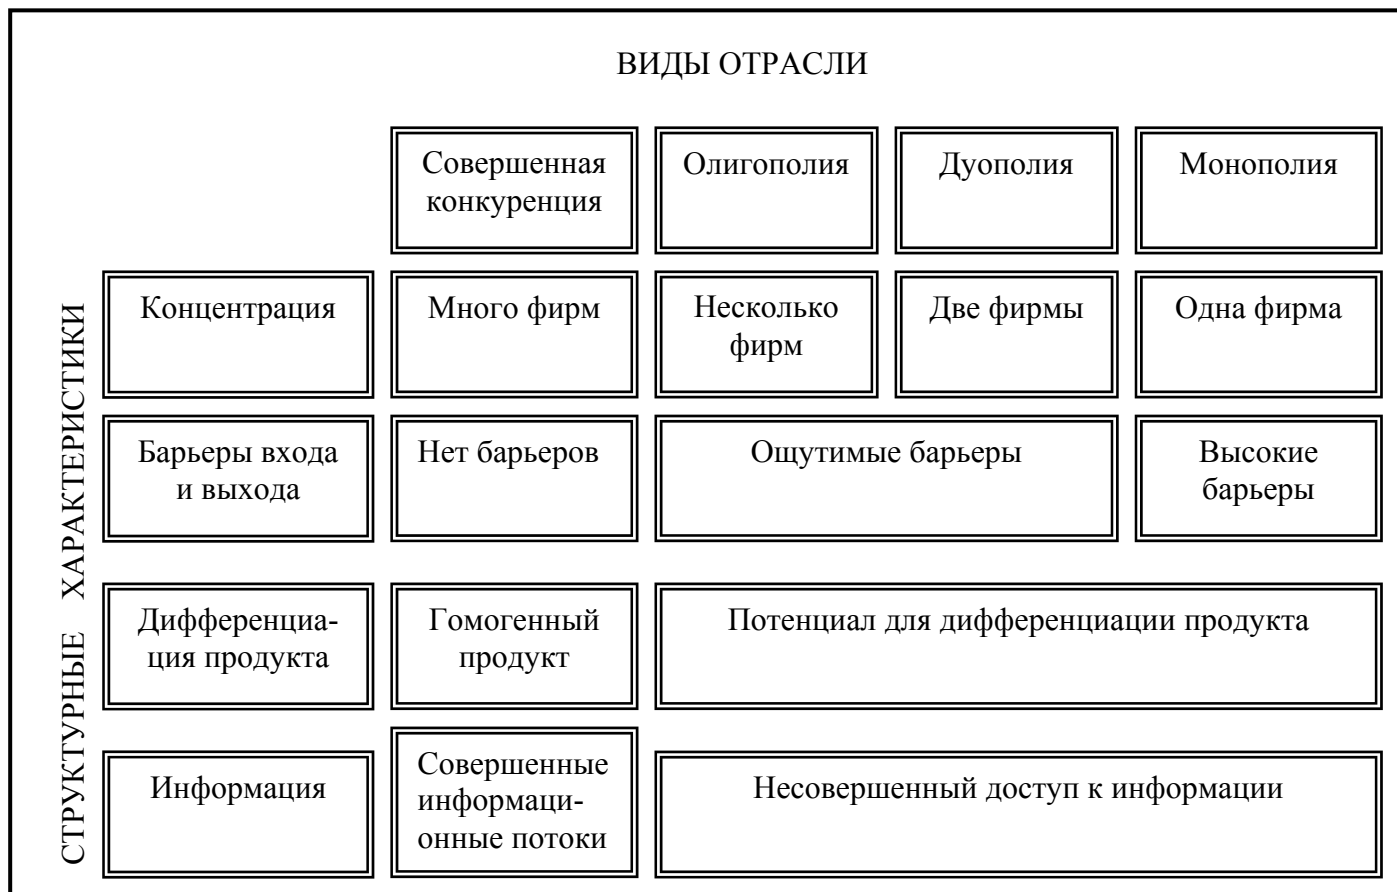 ВИДЫ ОТРАСЛИ
Совершенная
конкуренция
Олигополия
Дуополия
Монополия
СТРУКТУРНЫЕ ХАРАКТЕРИСТИКИ
Концентрация
Много фирм
Несколько
фирм
Две фирмы
Одна фирма
Барьеры входа
и выхода
Нет барьеров
Ощутимые барьеры
Высокие
барьеры
Дифференциа-
ция продукта
Гомогенный
продукт
Потенциал для дифференциации продукта
Информация
Совершенные
информаци-
онные потоки
Несовершенный доступ к информации